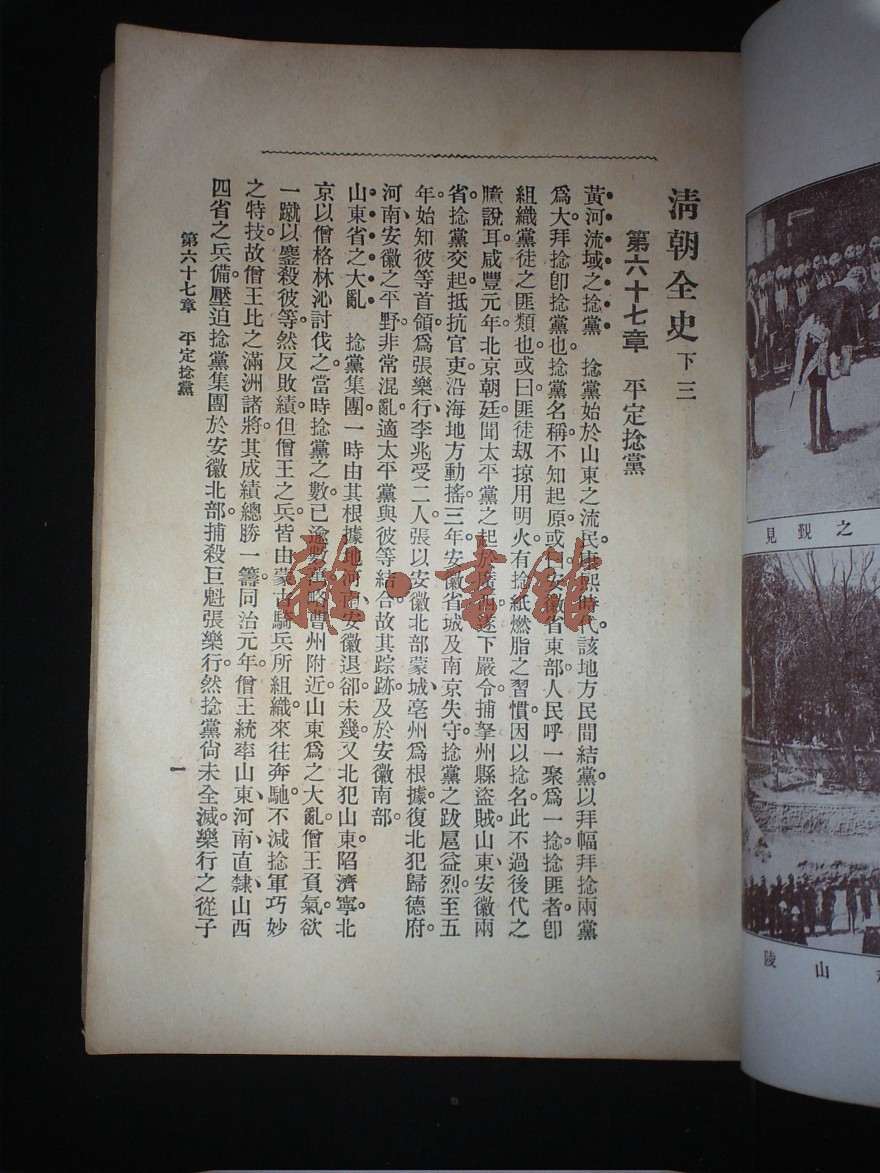 清朝全史 下三
第六十七章 平定捻黨
黃河流域之捻黨 捻黨始於山東之流民。康熙時代。該地方民間結黨。以拜幅拜捻兩黨
爲大。拜捻卽捻黨也。捻黨名稱。不知起原。或曰安徽省東部人民。呼一聚爲一捻。捻匪者。卽
組織黨徒之匪類也。或曰匪徒刼掠用明火。有捻紙燃脂之習慣。因以捻名。此不過後代之
臆說耳。咸豐元年。北京朝廷聞太平黨之起於廣西。遂下嚴令。捕拏州縣盜賊。山東、安徽兩
省捻黨交起。抵抗官吏。沿海地方動搖。三年。安徽省城及南京失守。捻黨之跋扈益烈。至五
年。始知彼等首領爲張樂行、李兆受二人。張以安徽北部蒙城、亳州爲根據。復北犯歸德府。
河南、安徽之平野。非常混亂。適太平黨與彼等結合。故其踪跡。及於安徽南部。
山東省之大亂 捻黨集團。一時由其根據地河南、安徽退卻。未幾。又北犯山東。陷濟寧。北
京以僧格林沁討伐之。當時捻黨之數。已逾數萬。略曹州附近。山東爲之大亂。僧王負氣。欲
一蹴以鏖殺彼等。然反敗績。但僧王之兵。皆由蒙古騎兵所組織。來往奔馳。不減捻軍巧妙
之特技。故僧王比之滿洲諸將。其成績總勝一籌。同治元年。僧王統率山東、河南、直隸、山西
四省之兵備。壓迫捻黨集團於安徽北部。捕殺巨魁張樂行。然捻黨尙未全滅。樂行之從子
第六十七章 平定捻黨
一
雜·書館
見覲之
陵山